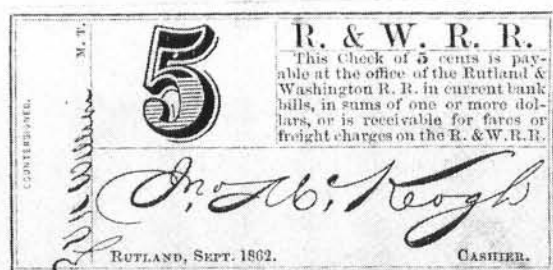 COUNTERSIGNED.
M. T.
5
R. & W. R. R.
This Check of 5 cents is pay-
able at the office of the Rutland &
Washington R. R. in current bank
bills, in sums of one or more dol-
lars, or is receivable for fares or
freight charges on the R. & W. R.R.
Jno. McKeogh
RUTLAND, SEPT. 1862.
CASHIER.